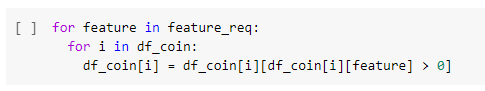 [ ] for feature in feature_req:
for i in df_coin:
df_coin[i] = df_coin[i][df_coin[i][feature] > 0]